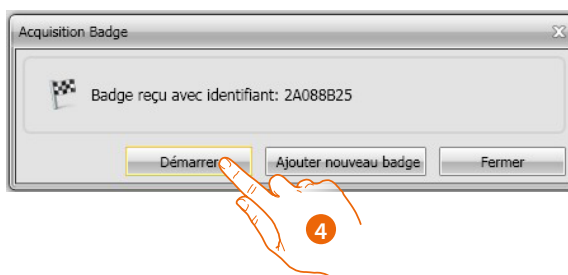 Acquisition Badge
Badge reçu avec identifiant: 2A088B25
Démarrer
Ajouter nouveau badge
Fermer
4